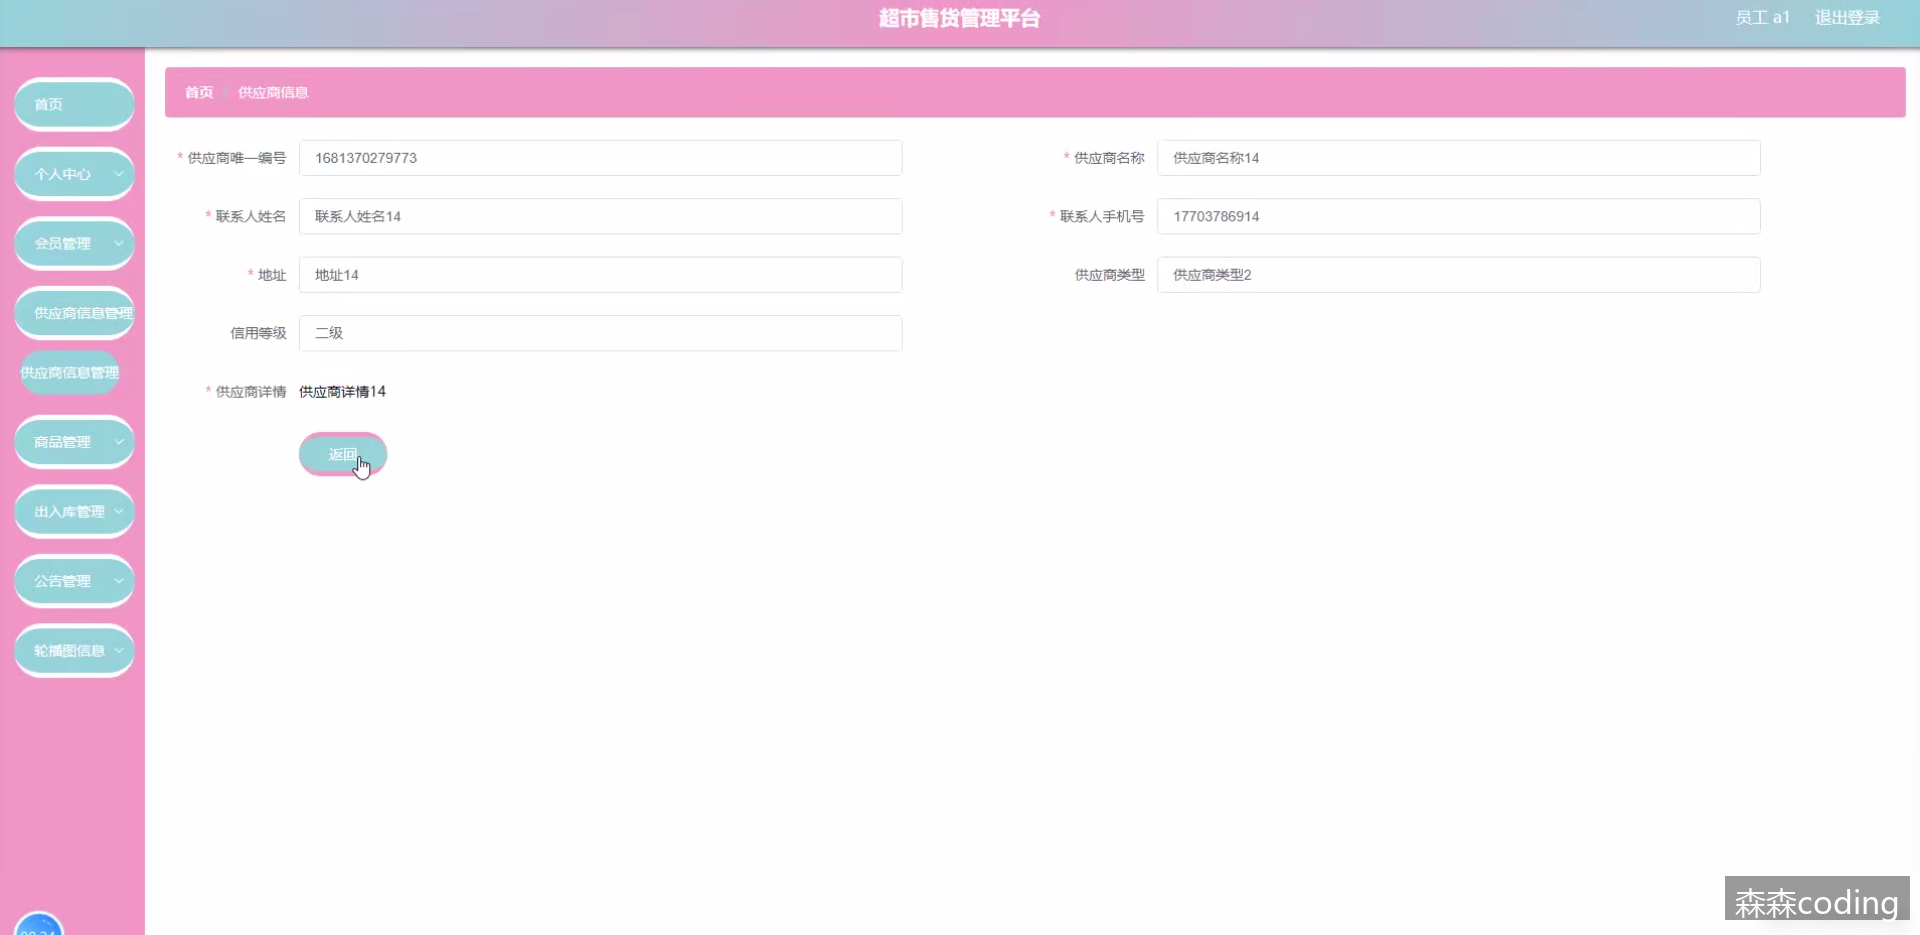 超市售货管理平台
员工 a1 退出登录
首页
个人中心
会员管理
供应商信息管理
供应商信息管理
商品管理
出入库管理
公告管理
轮播图信息
首页 / 供应商信息
* 供应商唯一编号 1681370279773
* 供应商名称 供应商名称14
* 联系人姓名 联系人姓名14
* 联系人手机号 17703786914
* 地址 地址14
供应商类型 供应商类型2
信用等级 二级
* 供应商详情 供应商详情14
返回
森森coding